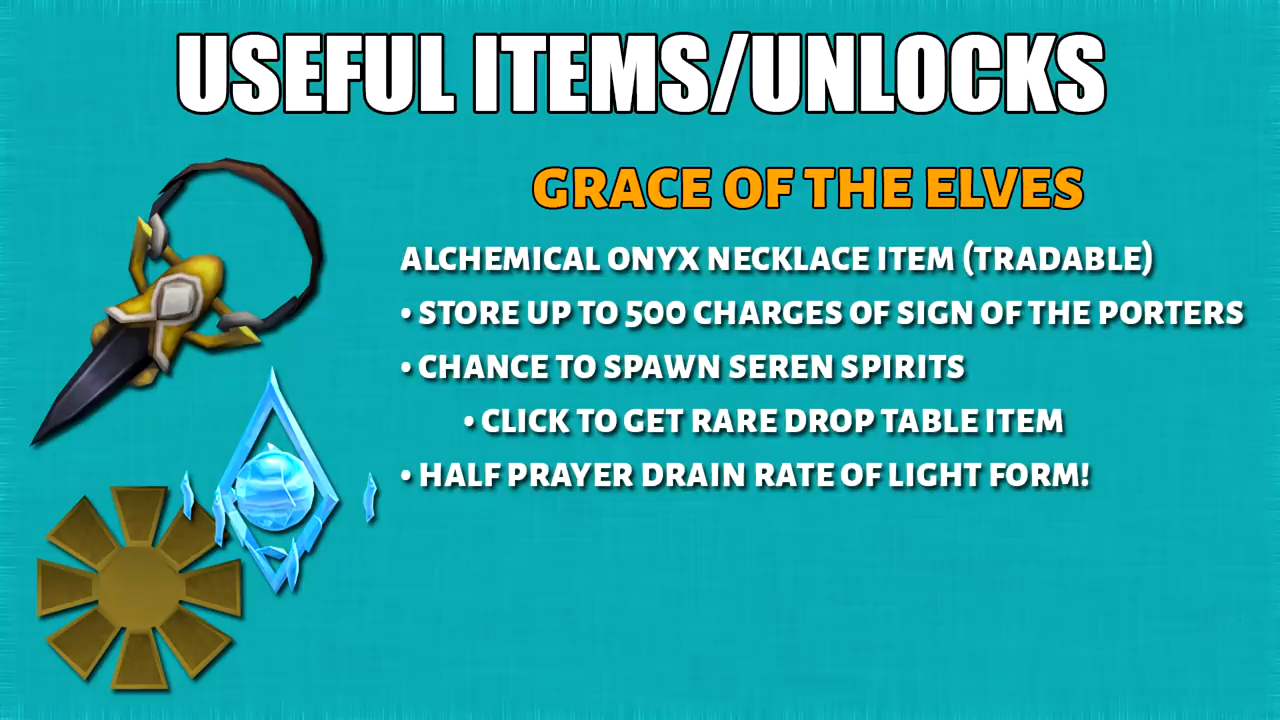 USEFUL ITEMS/UNLOCKS
GRACE OF THE ELVES
ALCHEMICAL ONYX NECKLACE ITEM (TRADABLE)
• STORE UP TO 500 CHARGES OF SIGN OF THE PORTERS
• CHANCE TO SPAWN SEREN SPIRITS
• CLICK TO GET RARE DROP TABLE ITEM
• HALF PRAYER DRAIN RATE OF LIGHT FORM!